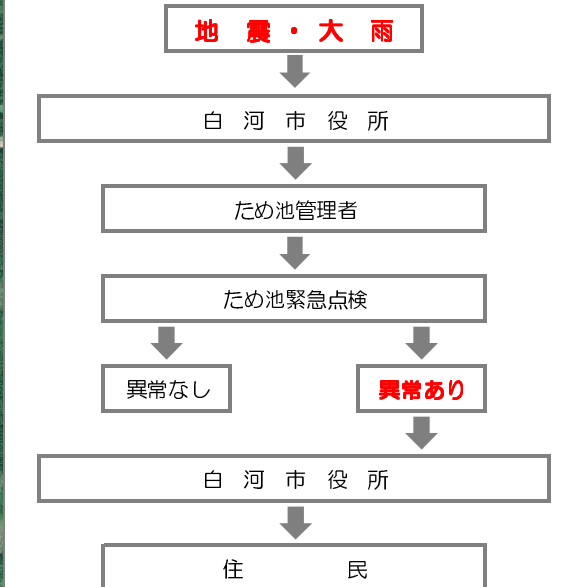 地 震・大 雨
白 河 市 役 所
ため池管理者
ため池緊急点検
異常なし
異常あり
白 河 市 役 所
住 民